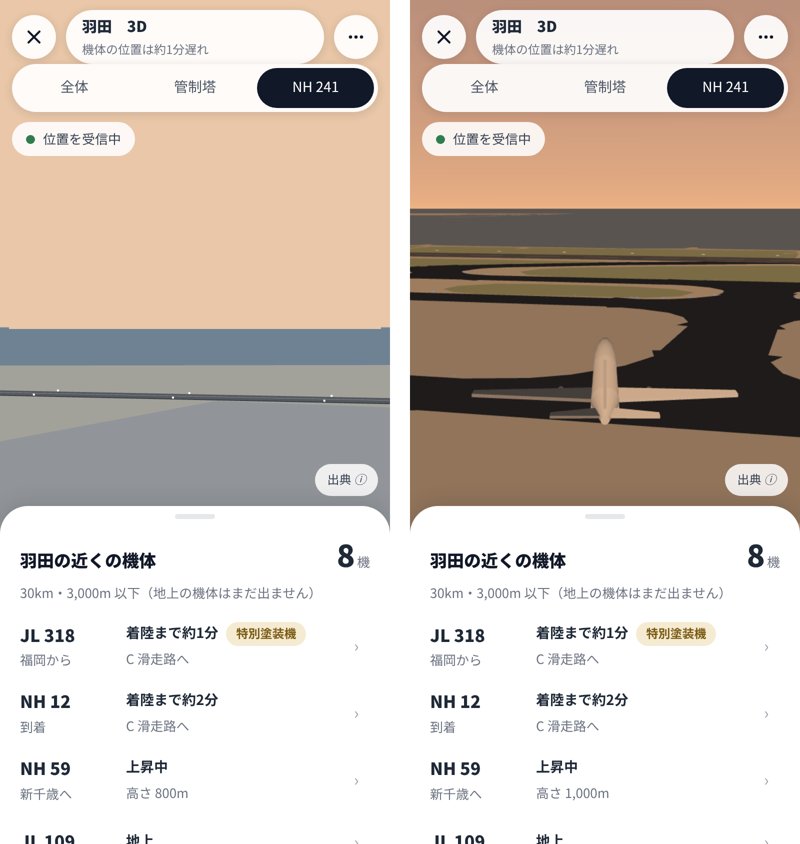 羽田 3D
機体の位置は約1分遅れ
全体 管制塔 NH 241
位置を受信中
出典
羽田の近くの機体 8機
30km・3,000m 以下（地上の機体はまだ出ません）
JL 318 着陸まで約1分 特別塗装機
福岡から C 滑走路へ
NH 12 着陸まで約2分
到着 C 滑走路へ
NH 59 上昇中
新千歳へ 高さ 800m
JL 109 地上
羽田 3D
機体の位置は約1分遅れ
全体 管制塔 NH 241
位置を受信中
出典
羽田の近くの機体 8機
30km・3,000m 以下（地上の機体はまだ出ません）
JL 318 着陸まで約1分 特別塗装機
福岡から C 滑走路へ
NH 12 着陸まで約2分
到着 C 滑走路へ
NH 59 上昇中
新千歳へ 高さ 1,000m
JL 109 地上